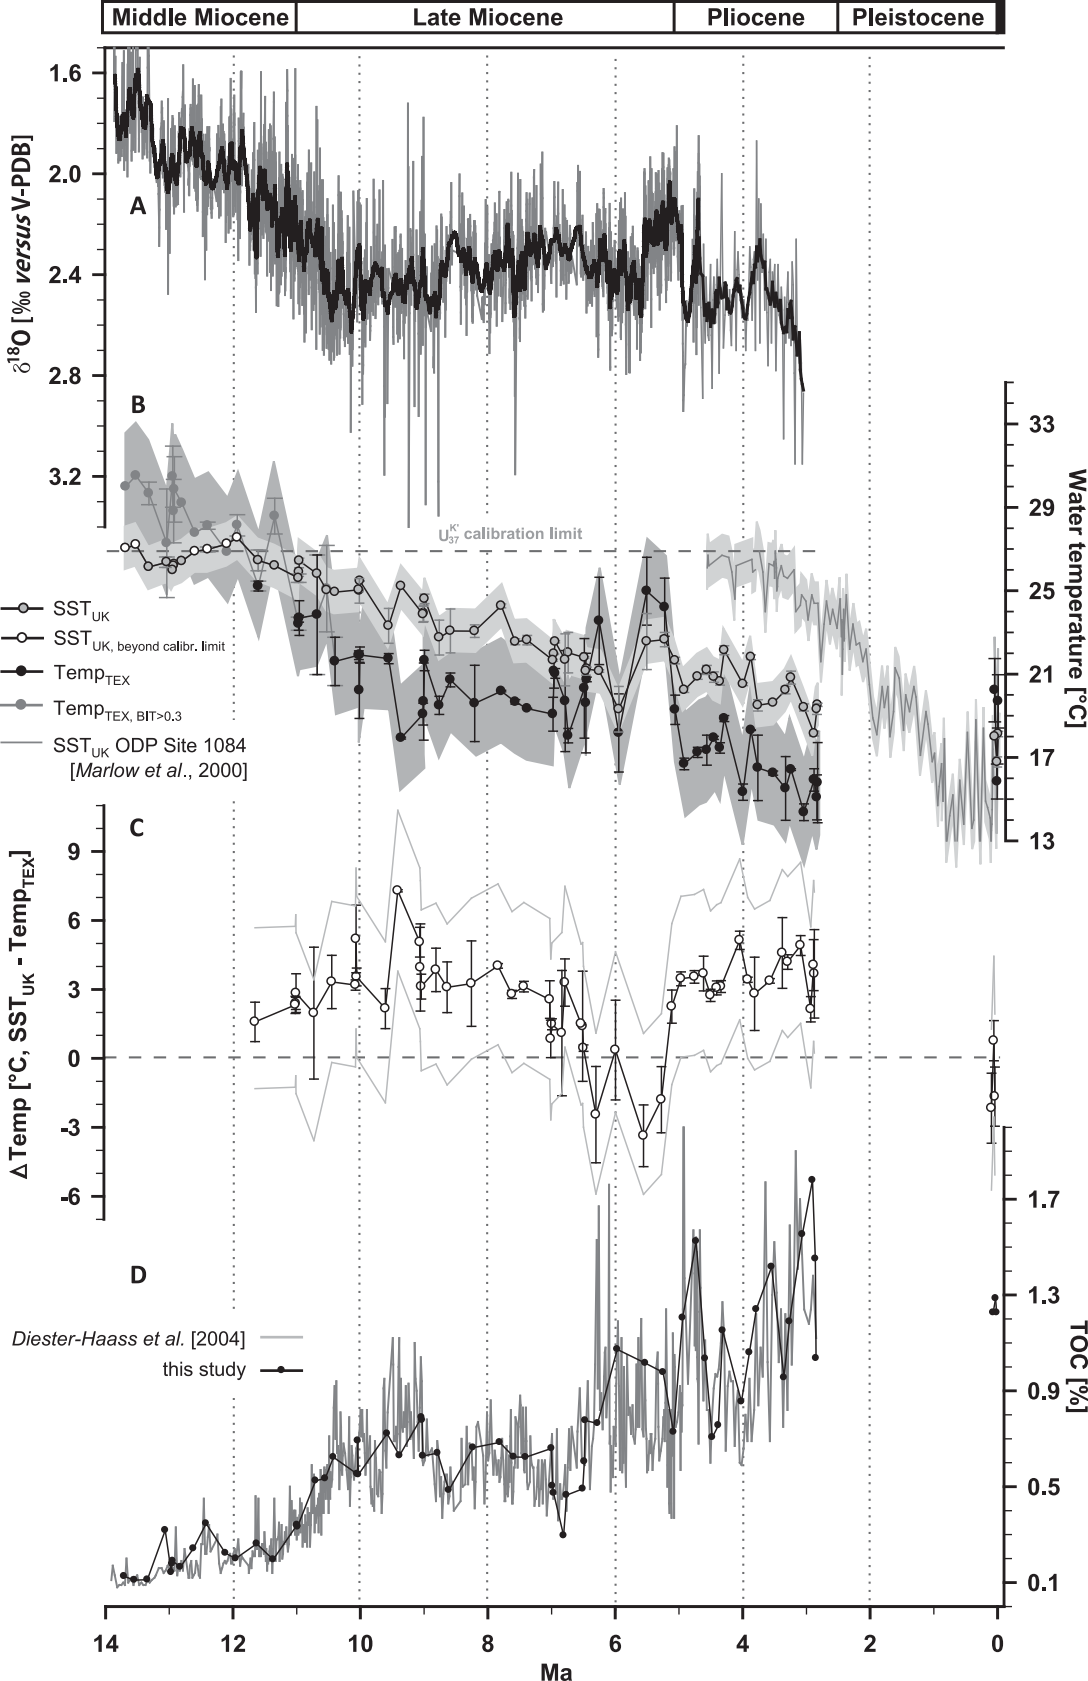 Middle Miocene Late Miocene Pliocene Pleistocene
1.6
2.0
2.4
2.8
3.2
δ18O [‰ versus V-PDB]
A
B
33
29
25
21
17
13
Water temperature [°C]
UK'37 calibration limit
SSTUK
SSTUK, beyond calibr. limit
TempTEX
TempTEX, BIT>0.3
SSTUK ODP Site 1084
[Marlow et al., 2000]
C
9
6
3
0
-3
-6
ΔTemp [°C, SSTUK - TempTEX]
D
1.7
1.3
0.9
0.5
0.1
TOC [%]
Diester-Haass et al. [2004]
this study
14 12 10 8 6 4 2 0
Ma